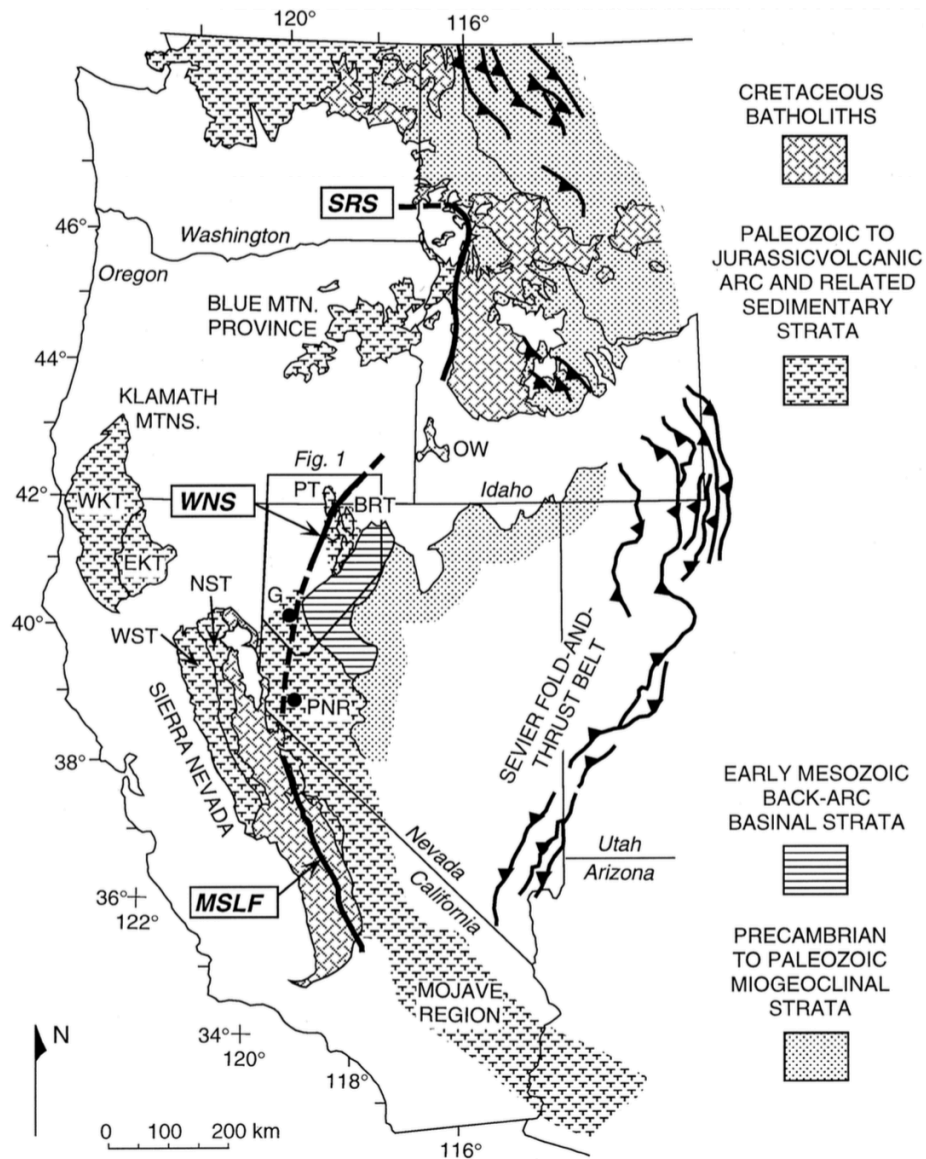 120°
116°
CRETACEOUS
BATHOLITHS
SRS
46°
Washington
Oregon
PALEOZOIC TO
JURASSICVOLCANIC
ARC AND RELATED
SEDIMENTARY
STRATA
BLUE MTN.
PROVINCE
44°
KLAMATH
MTNS.
OW
Fig. 1
PT
42°
WKT
WNS
BRT
Idaho
EKT
NST
G
40°
WST
PNR
SIERRA NEVADA
SEVIER FOLD-AND-
THRUST BELT
38°
EARLY MESOZOIC
BACK-ARC
BASINAL STRATA
Nevada
California
Utah
Arizona
MSLF
36°
122°
PRECAMBRIAN
TO PALEOZOIC
MIOGEOCLINAL
STRATA
MOJAVE
REGION
N
34°
120°
118°
0 100 200 km
116°